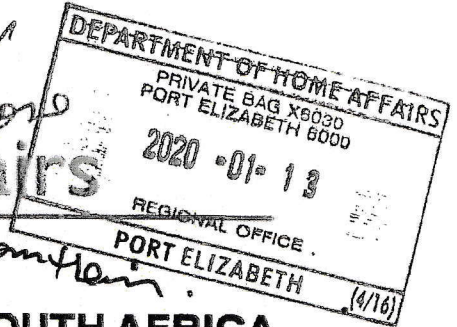 DEPARTMENT OF HOME AFFAIRS
PRIVATE BAG X6030
PORT ELIZABETH 6000
2020 -01- 13
REGIONAL OFFICE
PORT ELIZABETH
(4/16)
airs
OUTH AFRICA